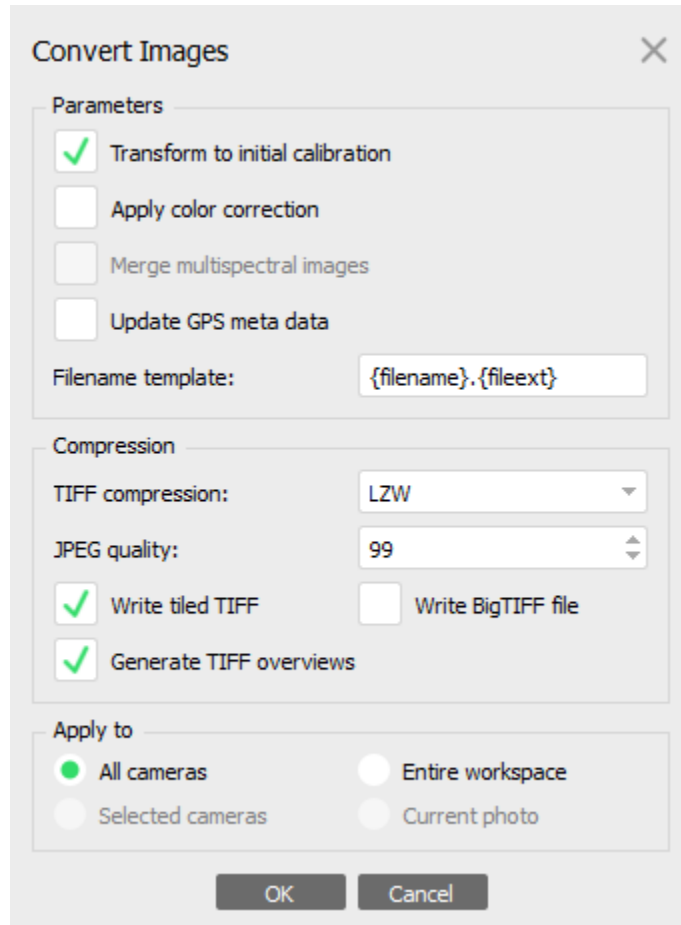 Convert Images
Parameters
Transform to initial calibration
Apply color correction
Merge multispectral images
Update GPS meta data
Filename template: {filename}.{fileext}
Compression
TIFF compression: LZW
JPEG quality: 99
Write tiled TIFF Write BigTIFF file
Generate TIFF overviews
Apply to
All cameras Entire workspace
Selected cameras Current photo
OK Cancel